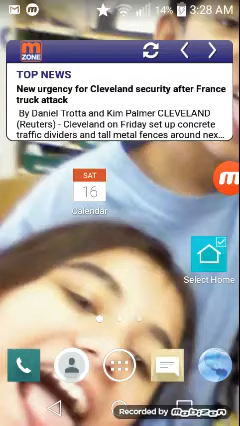 14% 3:28 AM
m
ZONE
TOP NEWS
New urgency for Cleveland security after France
truck attack
By Daniel Trotta and Kim Palmer CLEVELAND
(Reuters) - Cleveland on Friday set up concrete
traffic dividers and tall metal fences around nex...
m
SAT
16
Calendar
Select Home
Recorded by Mobizen